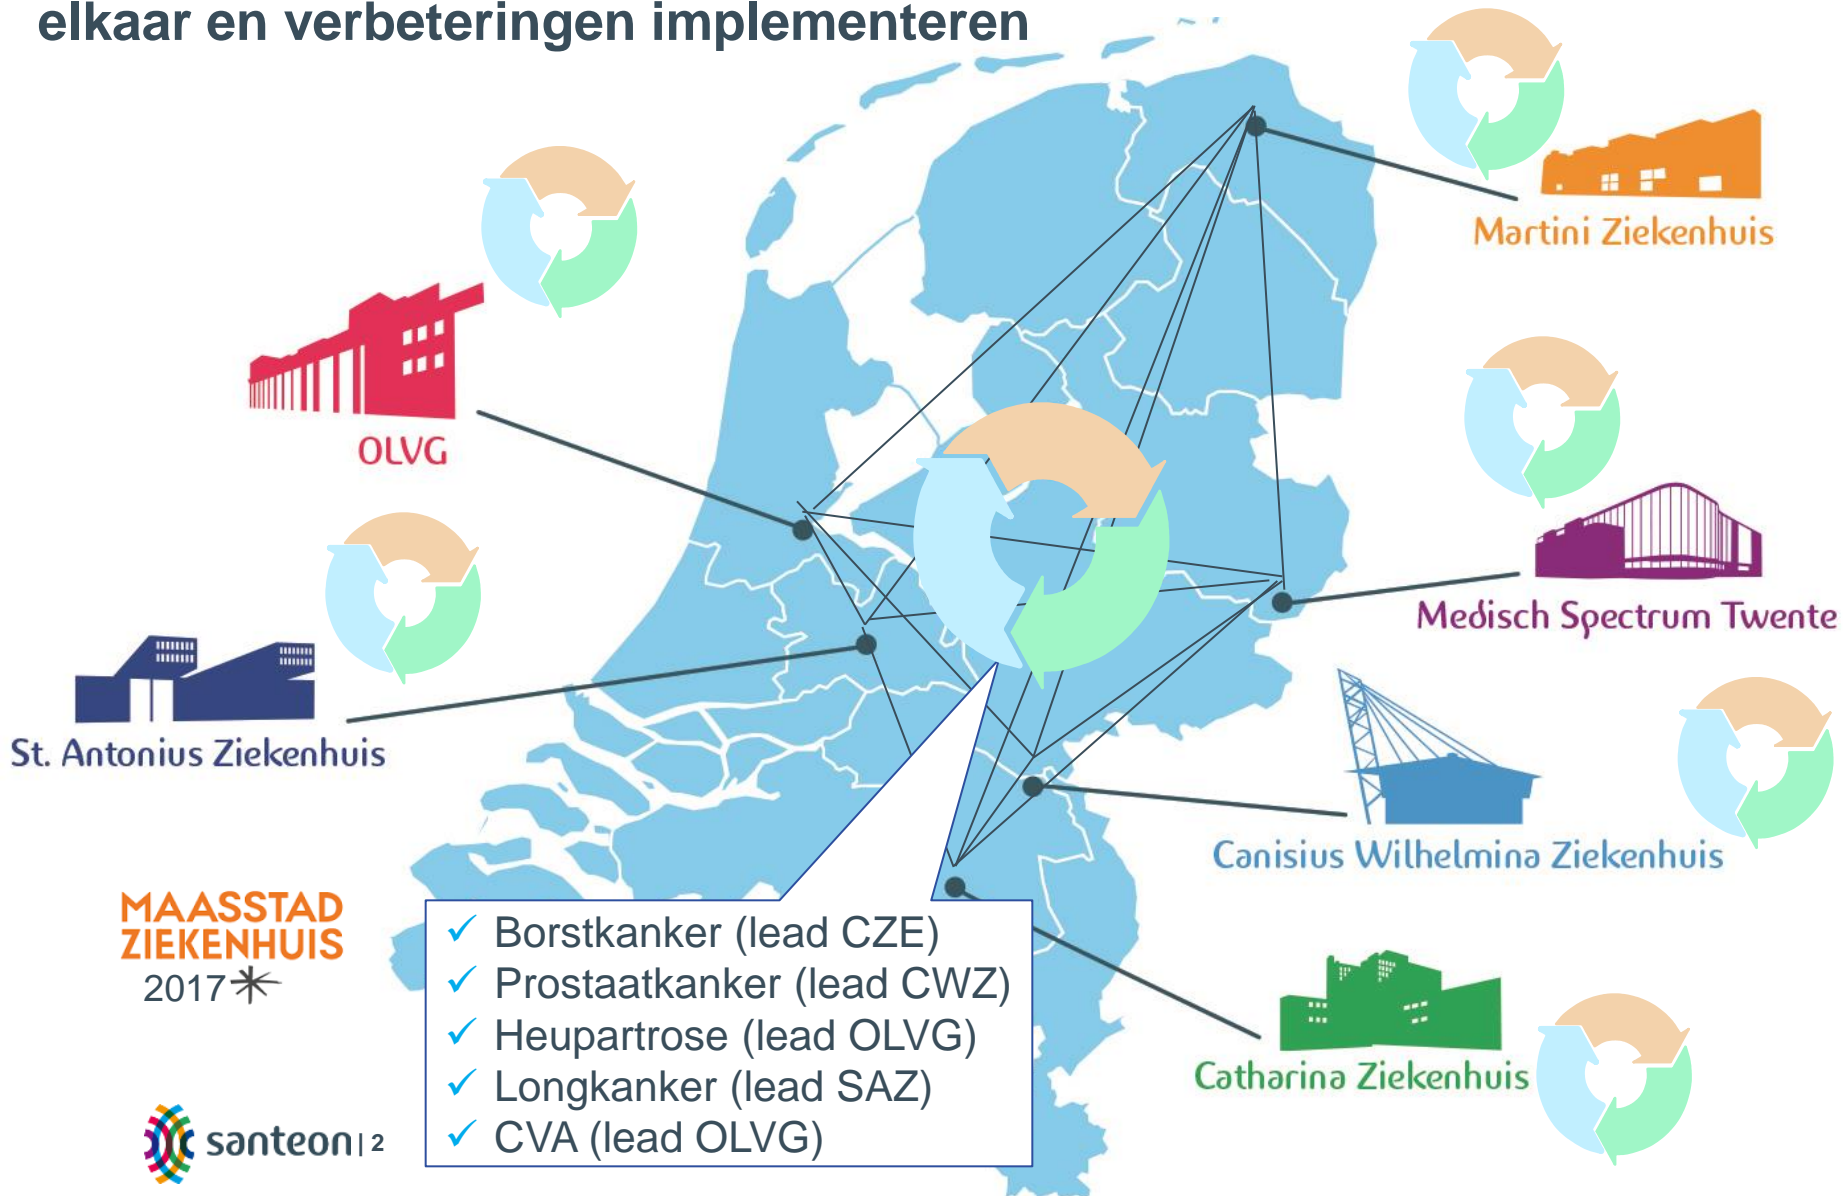 elkaar en verbeteringen implementeren
Martini Ziekenhuis
OLVG
Medisch Spectrum Twente
St. Antonius Ziekenhuis
Canisius Wilhelmina Ziekenhuis
MAASSTAD
ZIEKENHUIS
2017
✓ Borstkanker (lead CZE)
✓ Prostaatkanker (lead CWZ)
✓ Heupartrose (lead OLVG)
✓ Longkanker (lead SAZ)
✓ CVA (lead OLVG)
Catharina Ziekenhuis
santeon | 2